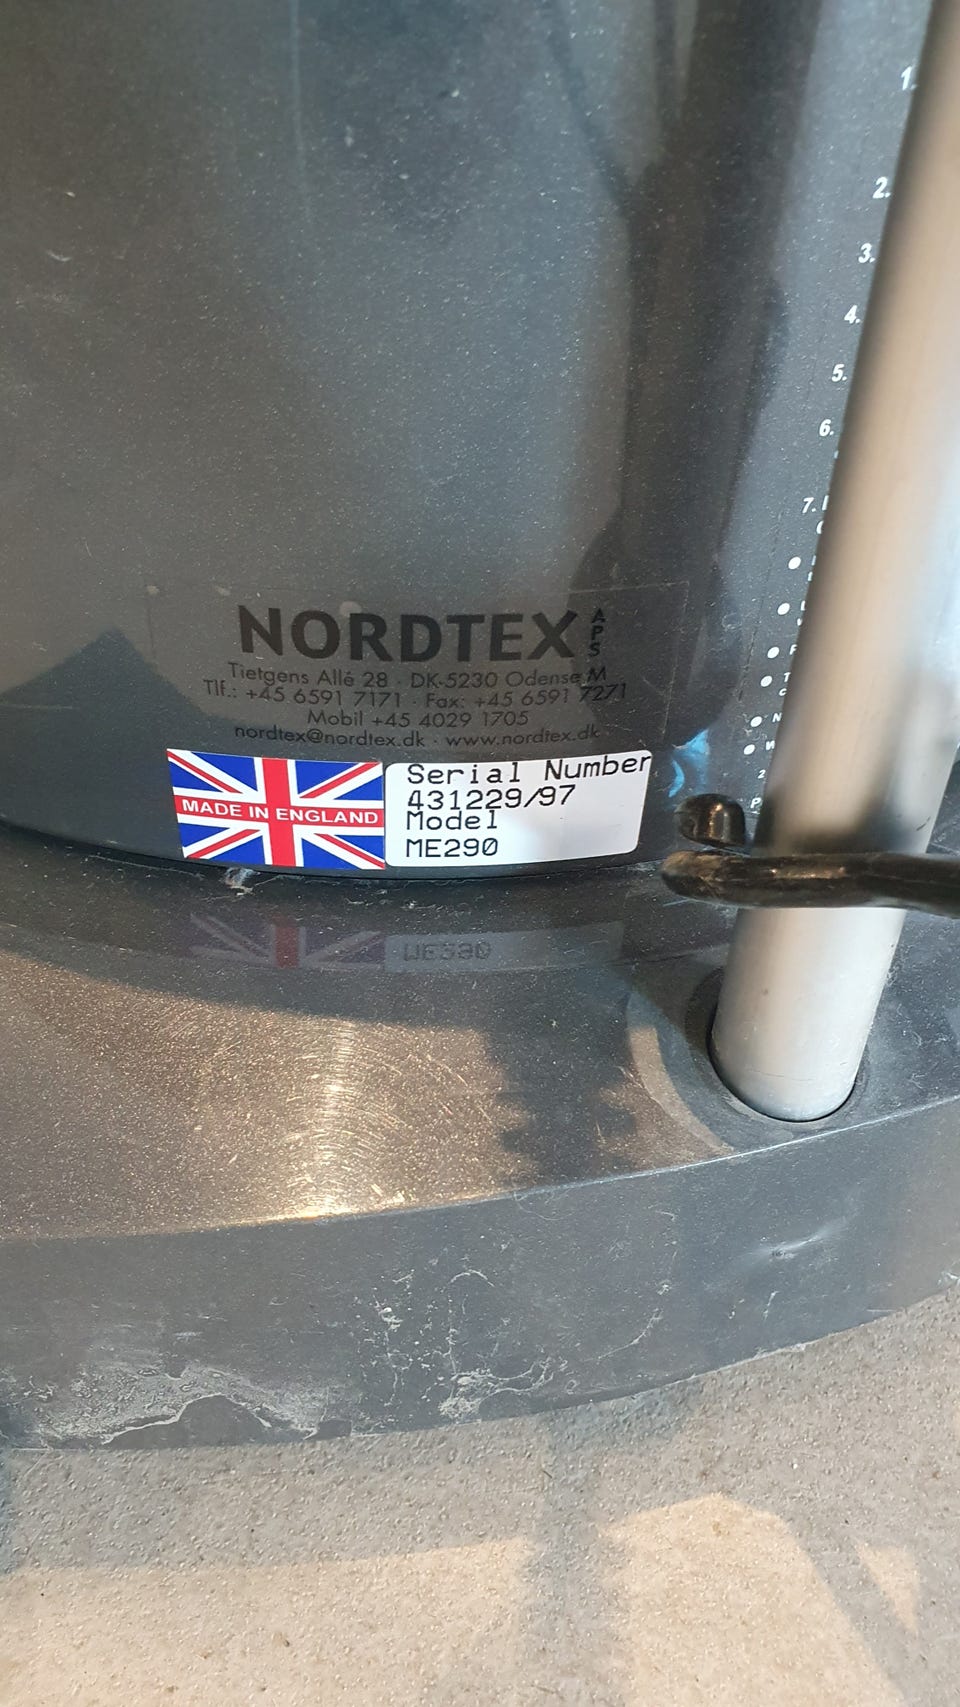 1.
2.
3.
4.
5.
6.
7.
NORDTEX APS
Tietgens Allé 28 · DK-5230 Odense M
Tlf.: +45 6591 7171 · Fax: +45 6591 7271
Mobil +45 4029 1705
nordtex@nordtex.dk · www.nordtex.dk
MADE IN ENGLAND
Serial Number
431229/97
Model
ME290